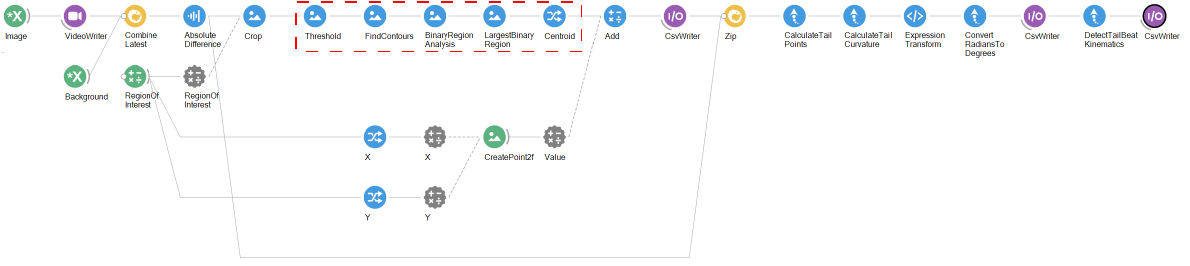 Image
VideoWriter
Combine
Latest
Absolute
Difference
Crop
Threshold
FindContours
BinaryRegion
Analysis
LargestBinary
Region
Centroid
Add
CsvWriter
Zip
CalculateTail
Points
CalculateTail
Curvature
Expression
Transform
Convert
RadiansTo
Degrees
CsvWriter
DetectTailBeat
Kinematics
CsvWriter
Background
RegionOf
Interest
RegionOf
Interest
X
X
CreatePoint2f
Value
Y
Y